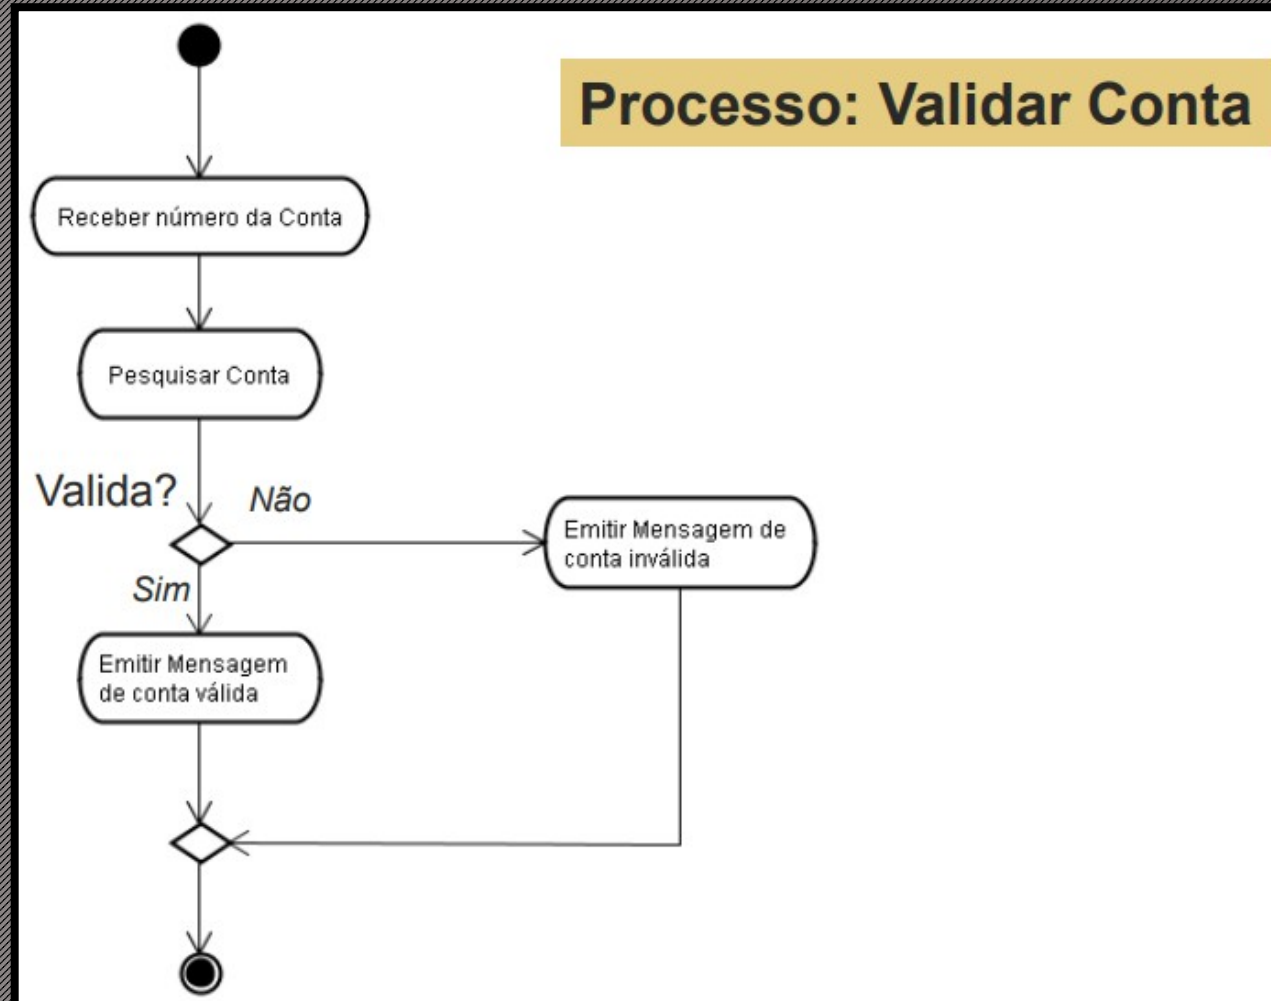 Processo: Validar Conta
Receber número da Conta
Pesquisar Conta
Valida?
Não
Emitir Mensagem de
conta inválida
Sim
Emitir Mensagem
de conta válida